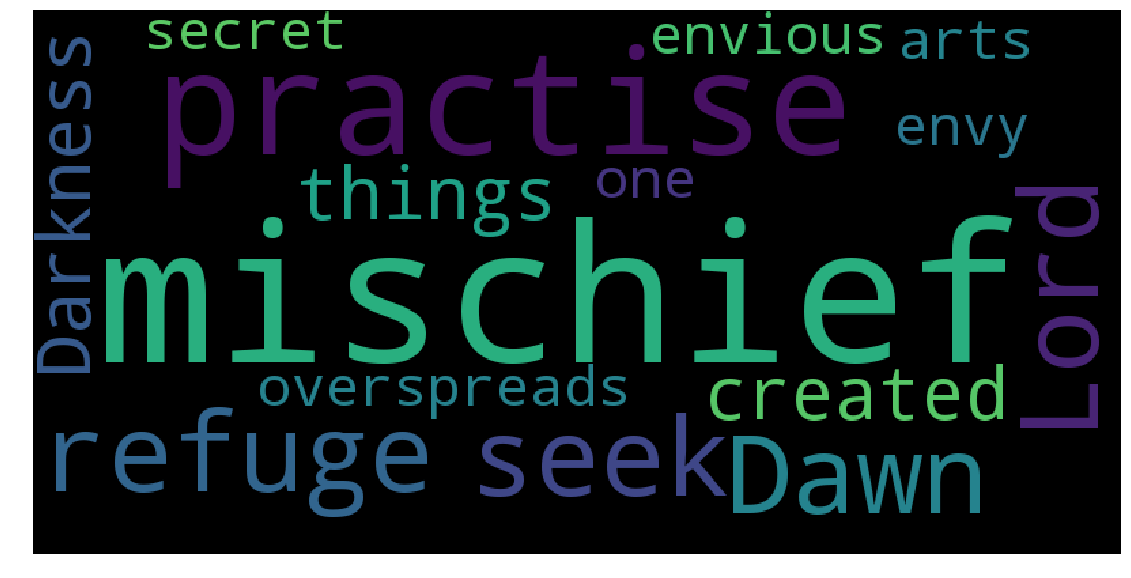 secret
envious
arts
Darkness
practise
envy
things
one
Lord
mischief
overspreads
created
refuge
seek
Dawn